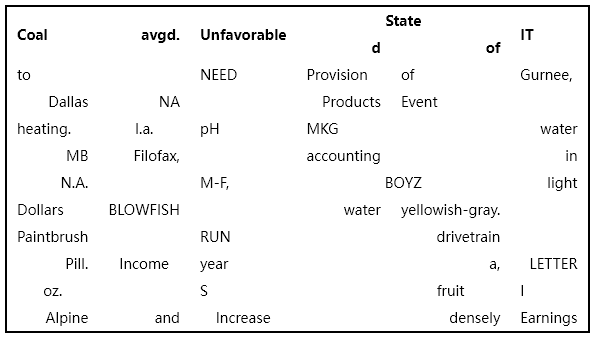 Coal avgd. Unfavorable State d of IT
to NEED Provision of Gurnee,
Dallas NA Products Event
heating. l.a. pH MKG water
MB Filofax, accounting in
N.A. M-F, BOYZ light
Dollars BLOWFISH water yellowish-gray.
Paintbrush RUN drivetrain
Pill. Income year a, LETTER
oz. S fruit I
Alpine and Increase densely Earnings